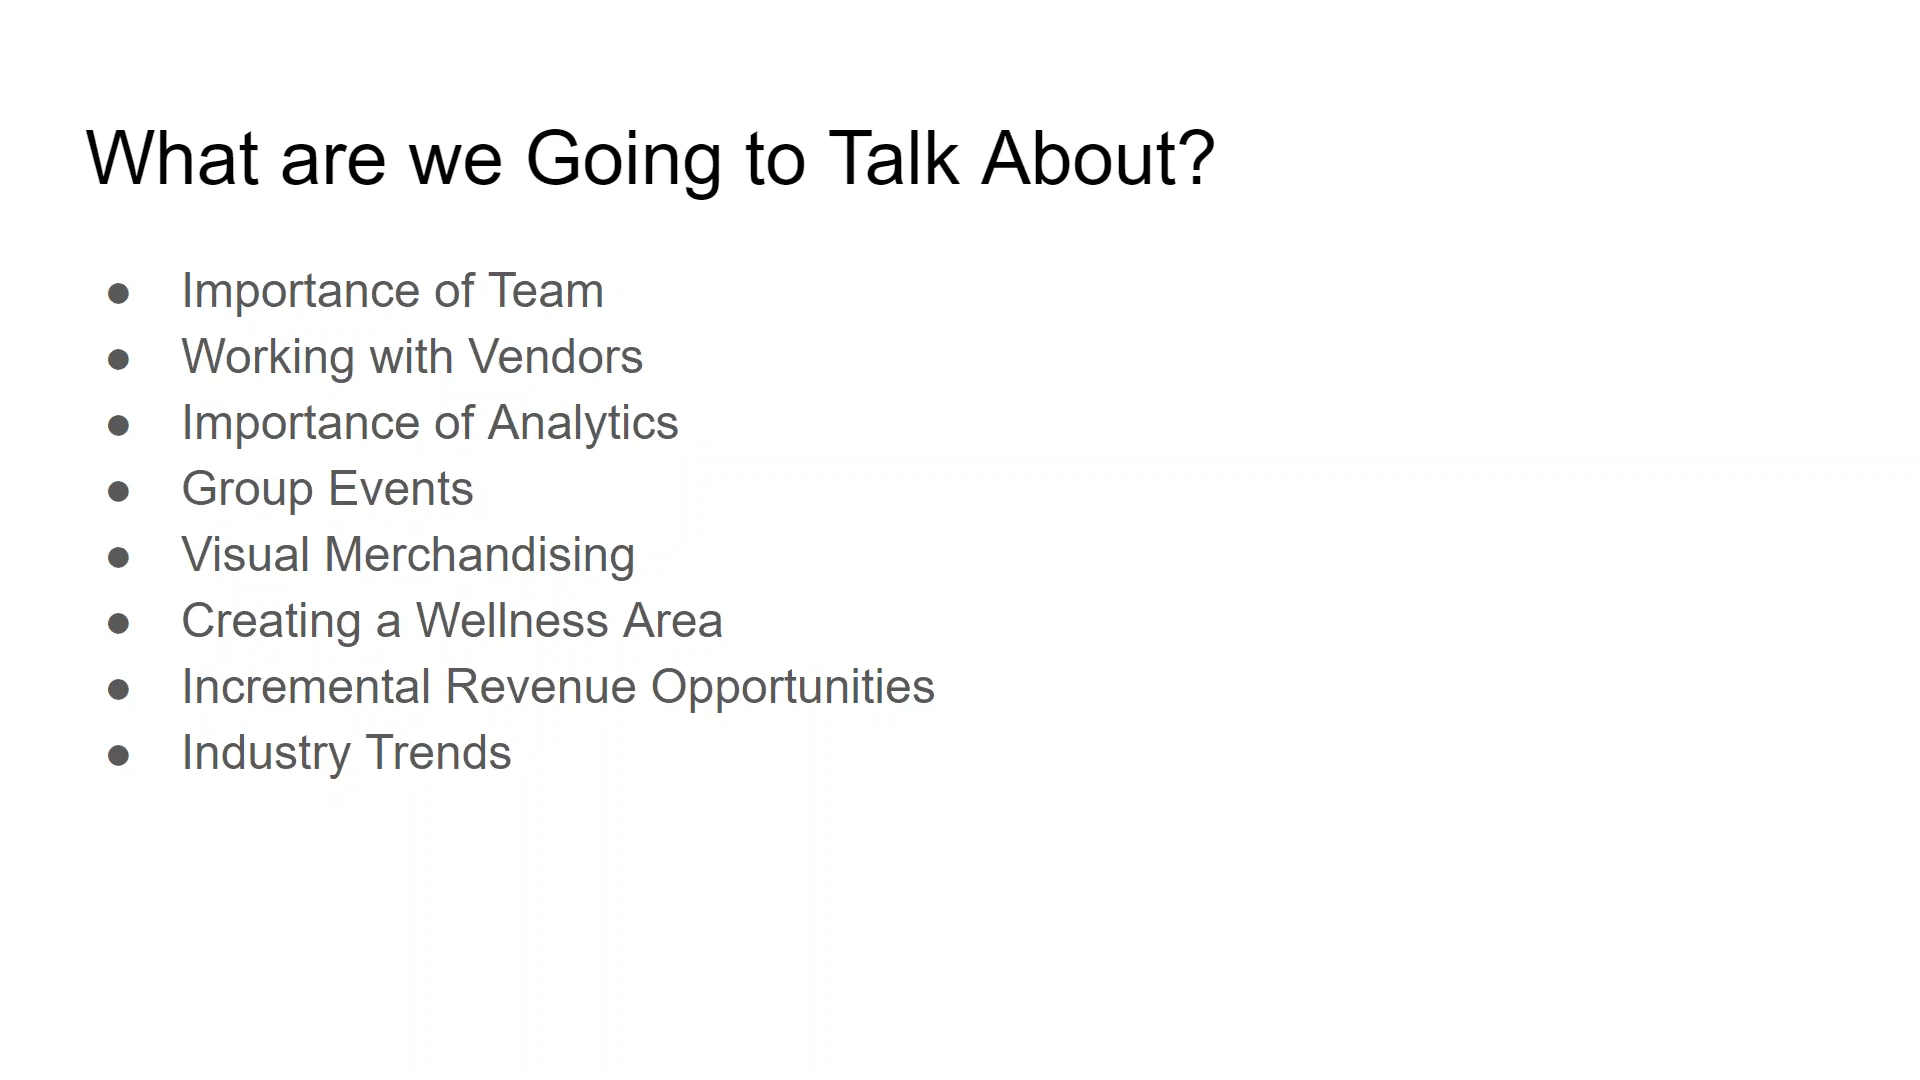 What are we Going to Talk About?
● Importance of Team
● Working with Vendors
● Importance of Analytics
● Group Events
● Visual Merchandising
● Creating a Wellness Area
● Incremental Revenue Opportunities
● Industry Trends